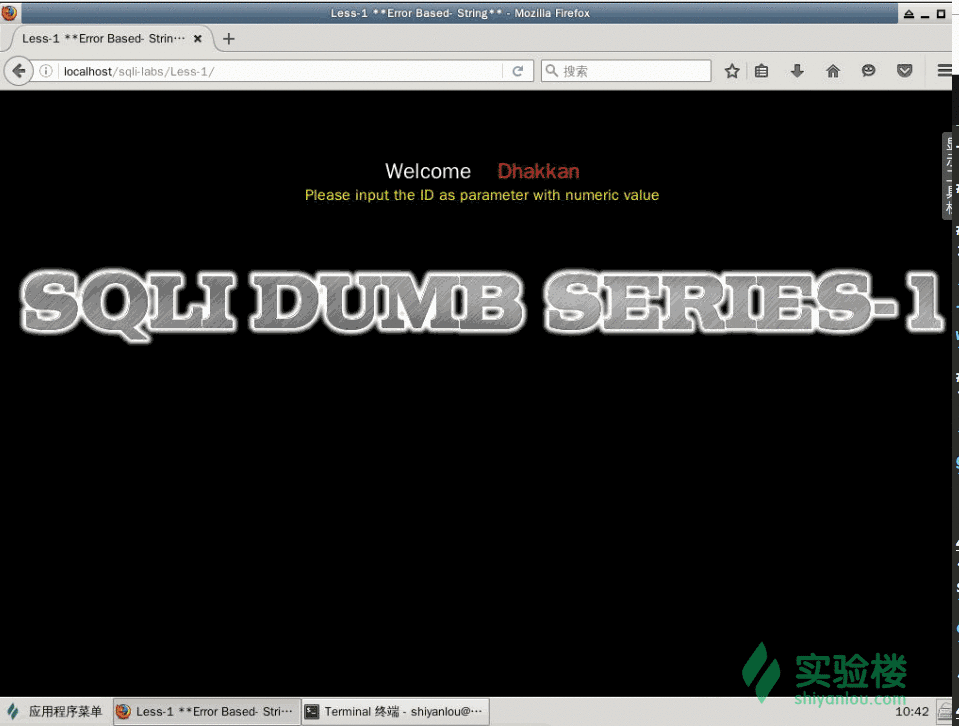 Less-1 **Error Based- String** - Mozilla Firefox
Less-1 **Error Based- Strin···
localhost/sqli-labs/Less-1/
搜索
Welcome Dhakkan
Please input the ID as parameter with numeric value
SQLI DUMB SERIES-1
实验楼
shiyanlou.com
应用程序菜单
Less-1 **Error Based- Stri···
Terminal 终端 - shiyanlou@···
10:42